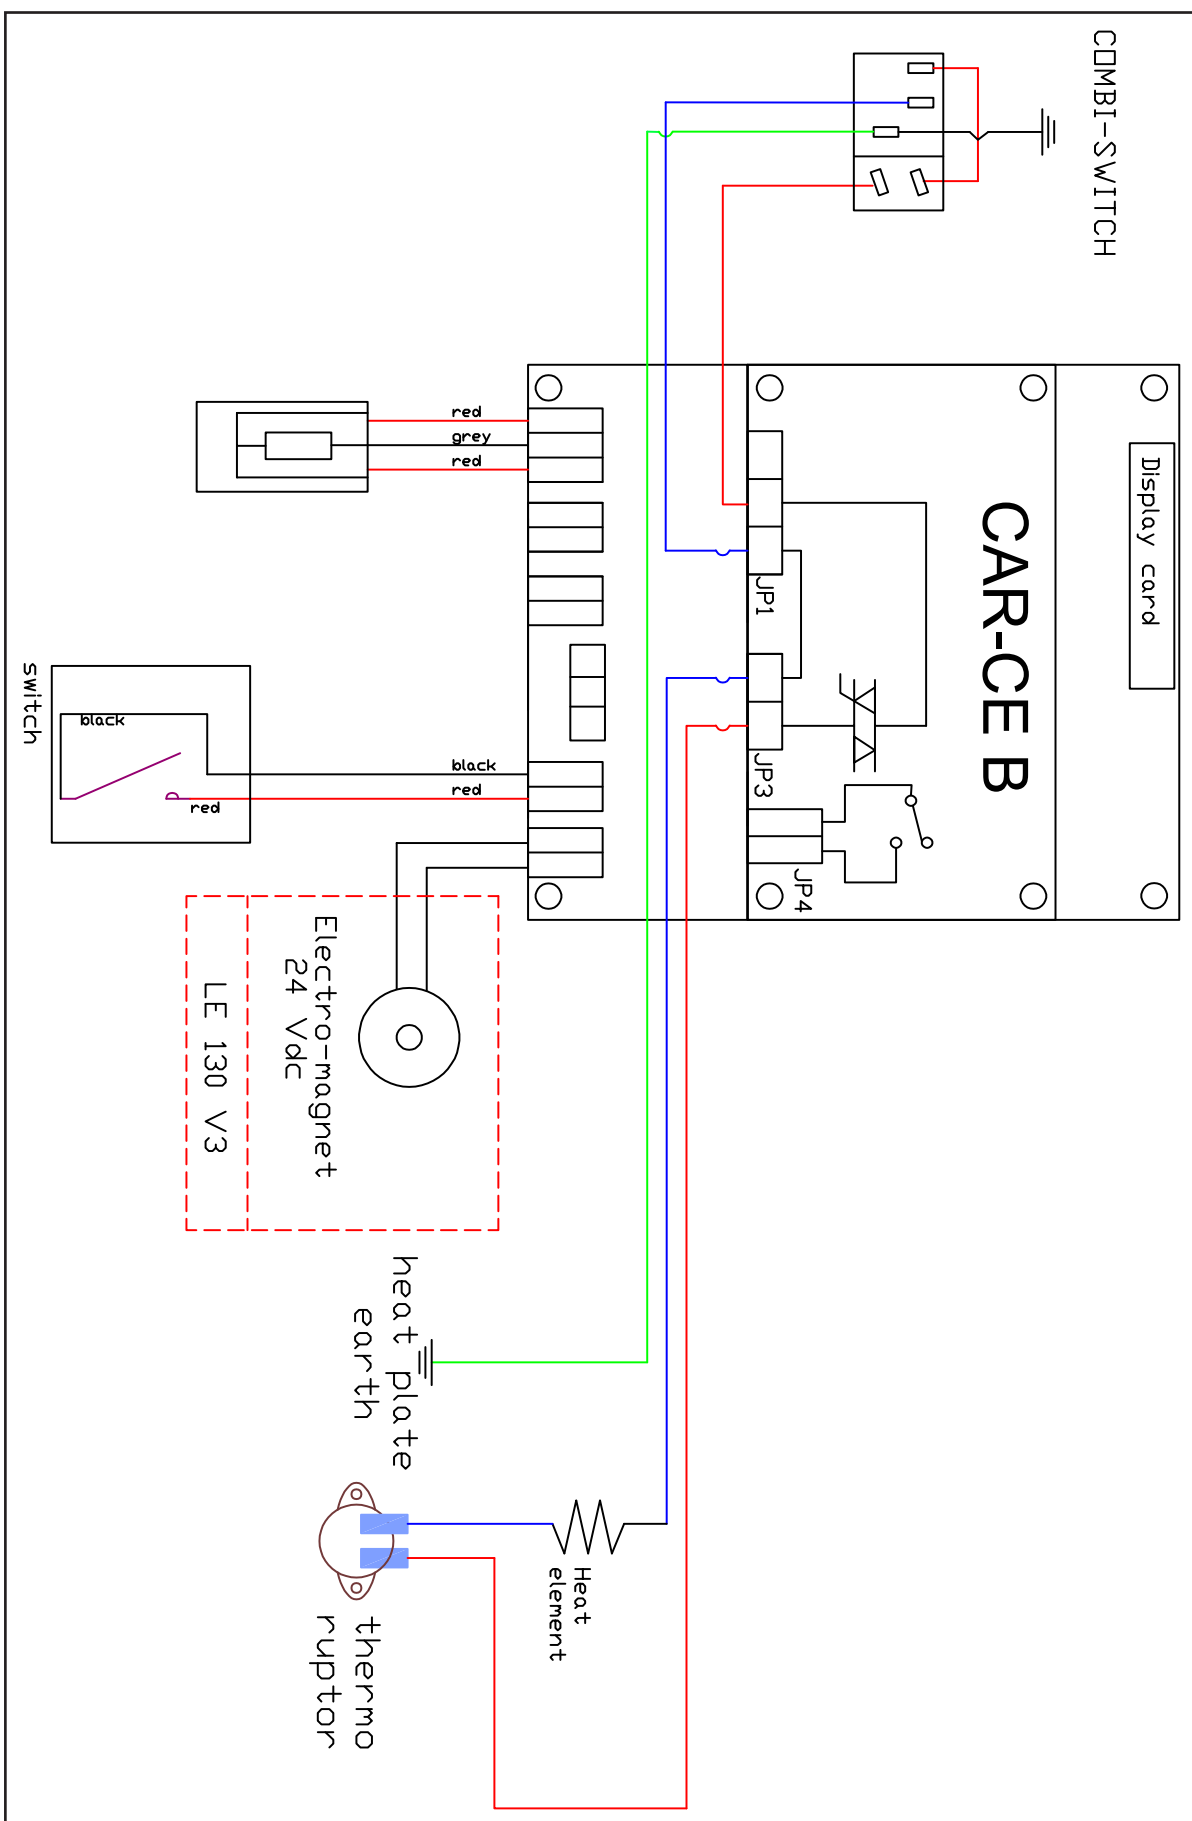 COMBI-SWITCH
Display card
CAR-CE B
JP1
JP3
JP4
red
grey
red
black
red
black
red
switch
Electro-magnet
24 Vdc
LE 130 V3
heat plate
earth
Heat
element
thermo
ruptor